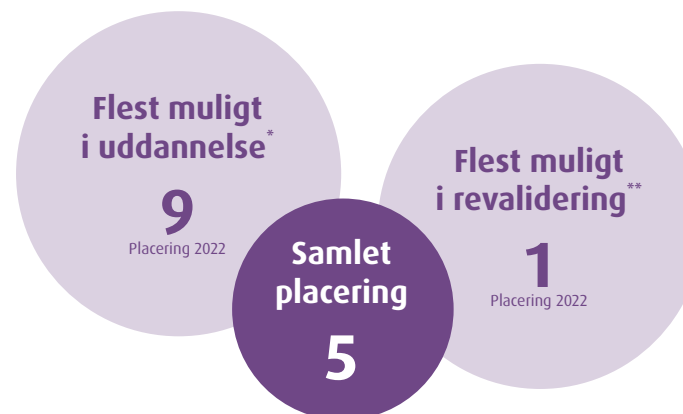 Flest muligt
i uddannelse*
9
Placering 2022
Flest muligt
i revalidering**
1
Placering 2022
Samlet
placering
5